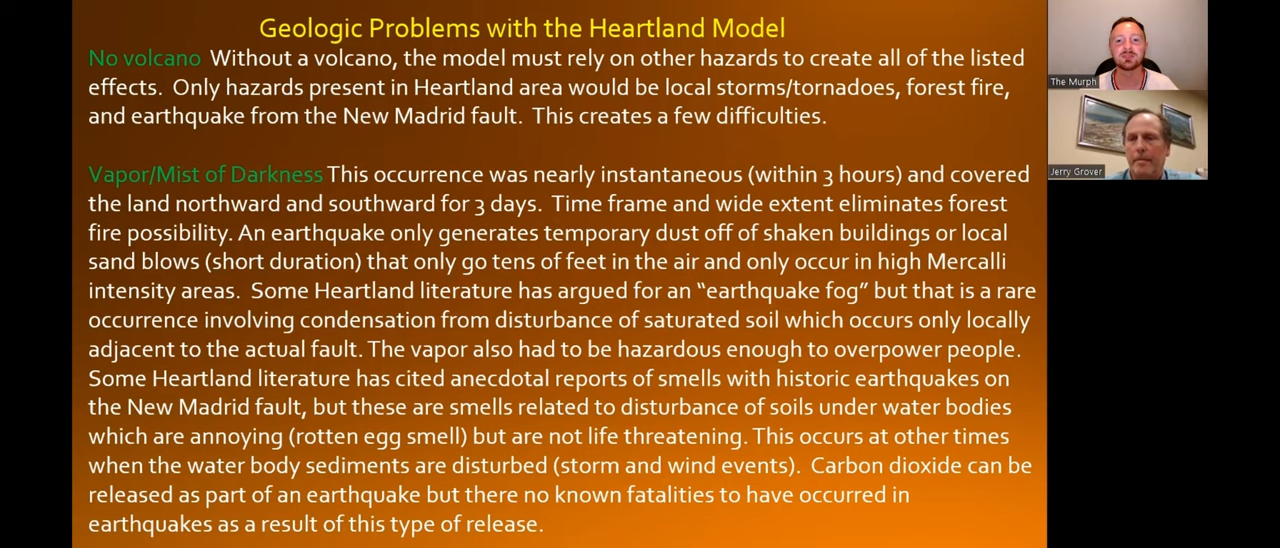 Geologic Problems with the Heartland Model
No volcano Without a volcano, the model must rely on other hazards to create all of the listed
effects. Only hazards present in Heartland area would be local storms/tornadoes, forest fire,
and earthquake from the New Madrid fault. This creates a few difficulties.
Vapor/Mist of Darkness This occurrence was nearly instantaneous (within 3 hours) and covered
the land northward and southward for 3 days. Time frame and wide extent eliminates forest
fire possibility. An earthquake only generates temporary dust off of shaken buildings or local
sand blows (short duration) that only go tens of feet in the air and only occur in high Mercalli
intensity areas. Some Heartland literature has argued for an “earthquake fog” but that is a rare
occurrence involving condensation from disturbance of saturated soil which occurs only locally
adjacent to the actual fault. The vapor also had to be hazardous enough to overpower people.
Some Heartland literature has cited anecdotal reports of smells with historic earthquakes on
the New Madrid fault, but these are smells related to disturbance of soils under water bodies
which are annoying (rotten egg smell) but are not life threatening. This occurs at other times
when the water body sediments are disturbed (storm and wind events). Carbon dioxide can be
released as part of an earthquake but there no known fatalities to have occurred in
earthquakes as a result of this type of release.
The Murph
Jerry Grover